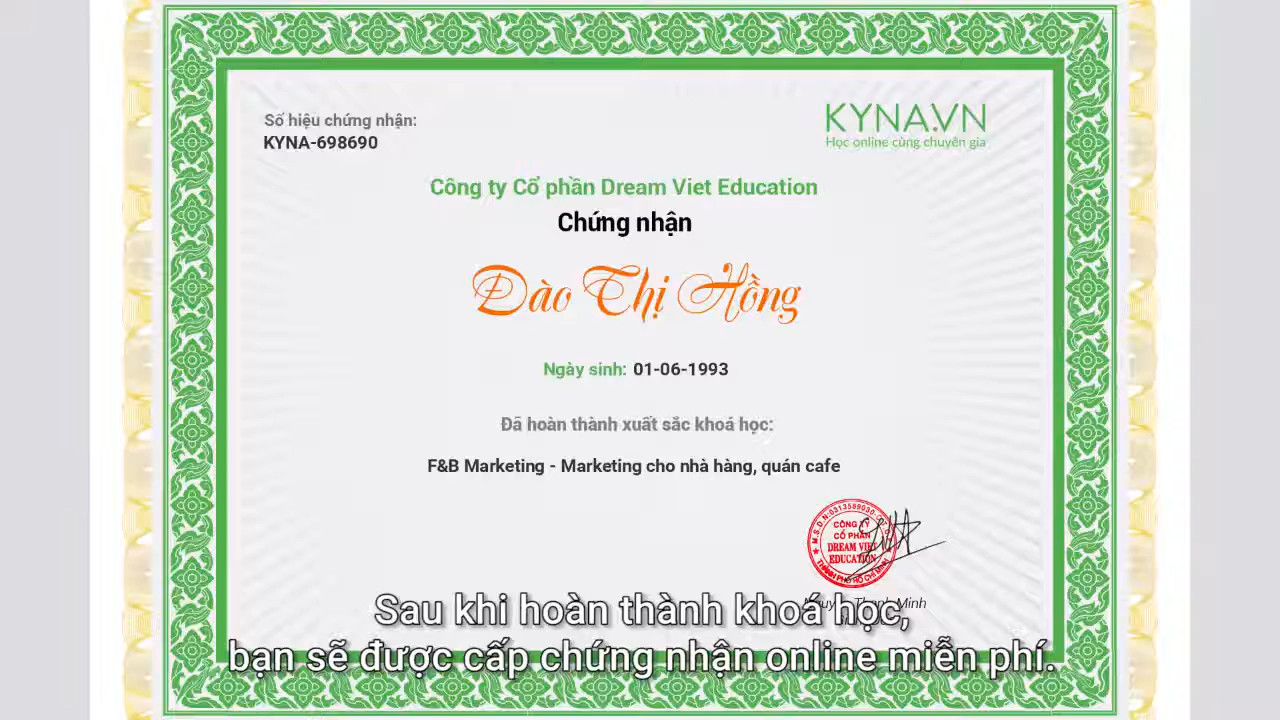 Số hiệu chứng nhận:
KYNA-698690
KYNA.VN
Học online cùng chuyên gia
Công ty Cổ phần Dream Viet Education
Chứng nhận
Đào Thị Hồng
Ngày sinh: 01-06-1993
Đã hoàn thành xuất sắc khoá học:
F&B Marketing - Marketing cho nhà hàng, quán cafe
CÔNG TY
CỔ PHẦN
DREAM VIET
EDUCATION
Minh
Sau khi hoàn thành khoá học,
bạn sẽ được cấp chứng nhận online miễn phí.